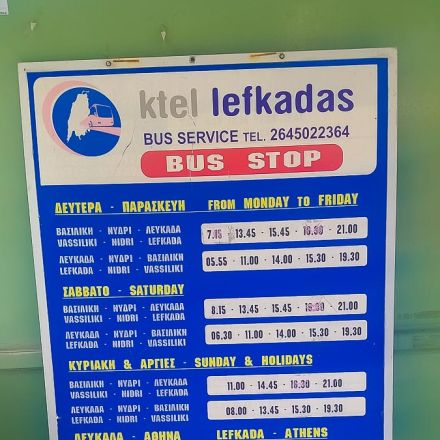 ktel lefkadas
BUS SERVICE TEL. 2645022364
BUS STOP
ΔΕΥΤΕΡΑ - ΠΑΡΑΣΚΕΥΗ FROM MONDAY TO FRIDAY
ΒΑΣΙΛΙΚΗ - ΝΥΔΡΙ - ΛΕΥΚΑΔΑ
VASSILIKI - NIDRI - LEFKADA
7.15 · 13.45 · 15.45 · 16.30 · 21.00
ΛΕΥΚΑΔΑ - ΝΥΔΡΙ - ΒΑΣΙΛΙΚΗ
LEFKADA - NIDRI - VASSILIKI
05.55 · 11.00 · 14.00 · 15.30 · 19.30
ΣΑΒΒΑΤΟ - SATURDAY
ΒΑΣΙΛΙΚΗ - ΝΥΔΡΙ - ΛΕΥΚΑΔΑ
VASSILIKI - NIDRI - LEFKADA
8.15 · 13.45 · 15.45 · 16.30 · 21.00
ΛΕΥΚΑΔΑ - ΝΥΔΡΙ - ΒΑΣΙΛΙΚΗ
LEFKADA - NIDRI - VASSILIKI
06.30 · 11.00 · 14.00 · 15.30 · 19.30
ΚΥΡΙΑΚΗ & ΑΡΓΙΕΣ - SUNDAY & HOLIDAYS
ΒΑΣΙΛΙΚΗ - ΝΥΔΡΙ - ΛΕΥΚΑΔΑ
VASSILIKI - NIDRI - LEFKADA
11.00 · 14.45 · 16.30 · 21.00
ΛΕΥΚΑΔΑ - ΝΥΔΡΙ - ΒΑΣΙΛΙΚΗ
LEFKADA - NIDRI - VASSILIKI
08.00 · 13.45 · 15.30 · 19.30
ΛΕΥΚΑΔΑ - ΑΘΗΝΑ LEFKADA - ATHENS